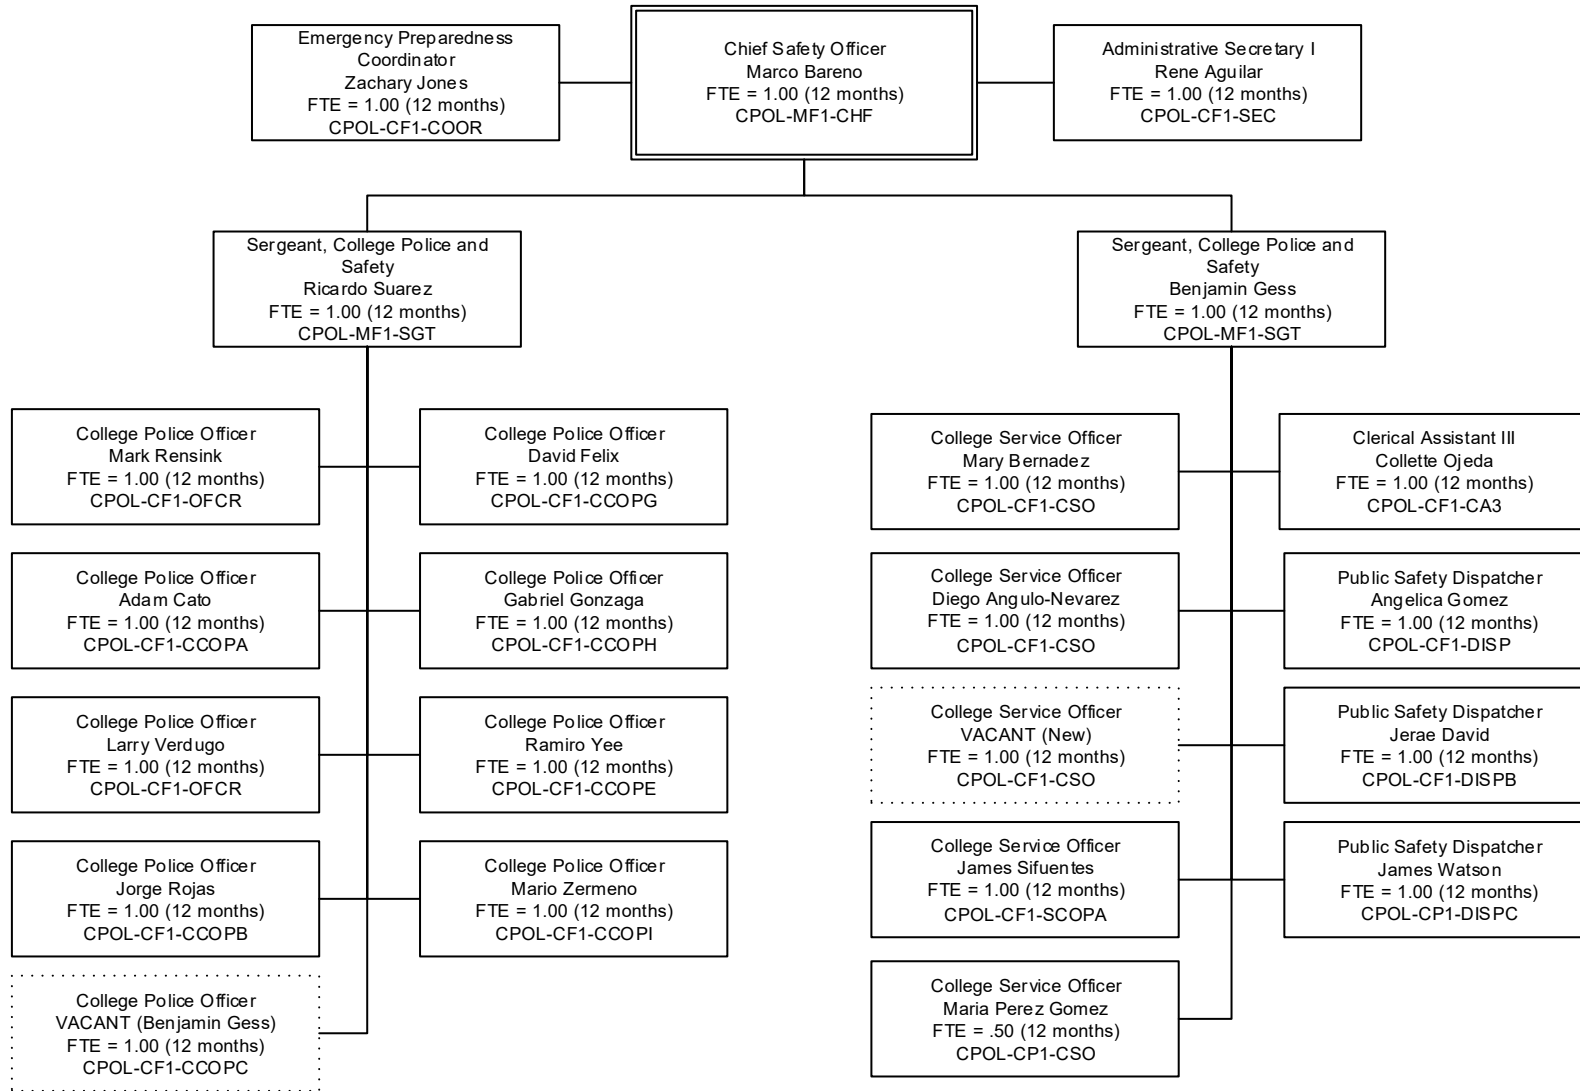 Emergency Preparedness
Coordinator
Zachary Jones
FTE = 1.00 (12 months)
CPOL-CF1-COOR
Chief Safety Officer
Marco Bareno
FTE = 1.00 (12 months)
CPOL-MF1-CHF
Administrative Secretary I
Rene Aguilar
FTE = 1.00 (12 months)
CPOL-CF1-SEC
Sergeant, College Police and
Safety
Ricardo Suarez
FTE = 1.00 (12 months)
CPOL-MF1-SGT
Sergeant, College Police and
Safety
Benjamin Gess
FTE = 1.00 (12 months)
CPOL-MF1-SGT
College Police Officer
Mark Rensink
FTE = 1.00 (12 months)
CPOL-CF1-OFCR
College Police Officer
David Felix
FTE = 1.00 (12 months)
CPOL-CF1-CCOPG
College Service Officer
Mary Bernadez
FTE = 1.00 (12 months)
CPOL-CF1-CSO
Clerical Assistant III
Collette Ojeda
FTE = 1.00 (12 months)
CPOL-CF1-CA3
College Police Officer
Adam Cato
FTE = 1.00 (12 months)
CPOL-CF1-CCOPA
College Police Officer
Gabriel Gonzaga
FTE = 1.00 (12 months)
CPOL-CF1-CCOPH
College Service Officer
Diego Angulo-Nevarez
FTE = 1.00 (12 months)
CPOL-CF1-CSO
Public Safety Dispatcher
Angelica Gomez
FTE = 1.00 (12 months)
CPOL-CF1-DISP
College Police Officer
Larry Verdugo
FTE = 1.00 (12 months)
CPOL-CF1-OFCR
College Police Officer
Ramiro Yee
FTE = 1.00 (12 months)
CPOL-CF1-CCOPE
College Service Officer
VACANT (New)
FTE = 1.00 (12 months)
CPOL-CF1-CSO
Public Safety Dispatcher
Jerae David
FTE = 1.00 (12 months)
CPOL-CF1-DISPB
College Police Officer
Jorge Rojas
FTE = 1.00 (12 months)
CPOL-CF1-CCOPB
College Police Officer
Mario Zermeno
FTE = 1.00 (12 months)
CPOL-CF1-CCOPI
College Service Officer
James Sifuentes
FTE = 1.00 (12 months)
CPOL-CF1-SCOPA
Public Safety Dispatcher
James Watson
FTE = 1.00 (12 months)
CPOL-CP1-DISPC
College Police Officer
VACANT (Benjamin Gess)
FTE = 1.00 (12 months)
CPOL-CF1-CCOPC
College Service Officer
Maria Perez Gomez
FTE = .50 (12 months)
CPOL-CP1-CSO